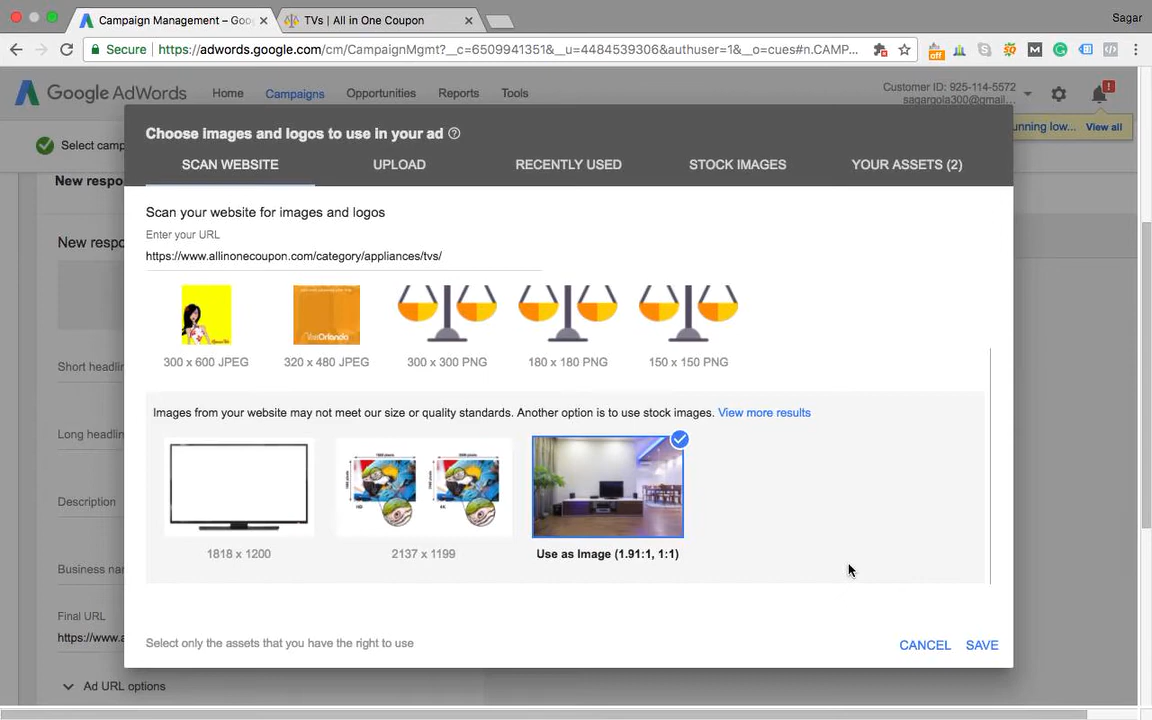 Campaign Management – Goo
TVs | All in One Coupon
Sagar
Secure
https://adwords.google.com/cm/CampaignMgmt?__c=6509941351&__u=4484539306&authuser=1&__o=cues#n.CAMP...
off
Google AdWords
Home
Campaigns
Opportunities
Reports
Tools
Customer ID: 925-114-5572
sagargola300@gmail....
unning low...
View all
Select camp
New respon
New respo
Choose images and logos to use in your ad
SCAN WEBSITE
UPLOAD
RECENTLY USED
STOCK IMAGES
YOUR ASSETS (2)
Scan your website for images and logos
Enter your URL
https://www.allinonecoupon.com/category/appliances/tvs/
300 x 600 JPEG
320 x 480 JPEG
300 x 300 PNG
180 x 180 PNG
150 x 150 PNG
Short headli
Images from your website may not meet our size or quality standards. Another option is to use stock images. View more results
Long headlin
Description
1818 x 1200
2137 x 1199
Use as Image (1.91:1, 1:1)
Business nam
Final URL
https://www.a
Select only the assets that you have the right to use
CANCEL
SAVE
Ad URL options